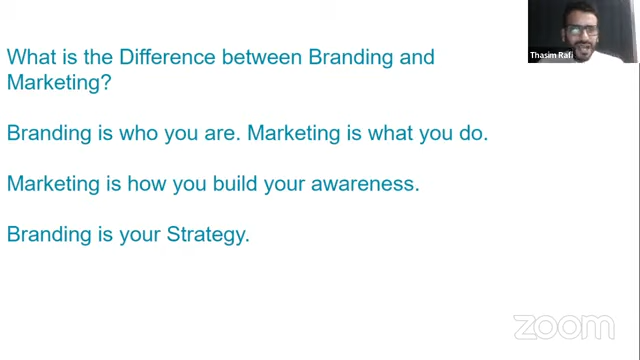 Thasim Rafi
What is the Difference between Branding and
Marketing?
Branding is who you are. Marketing is what you do.
Marketing is how you build your awareness.
Branding is your Strategy.
zoom